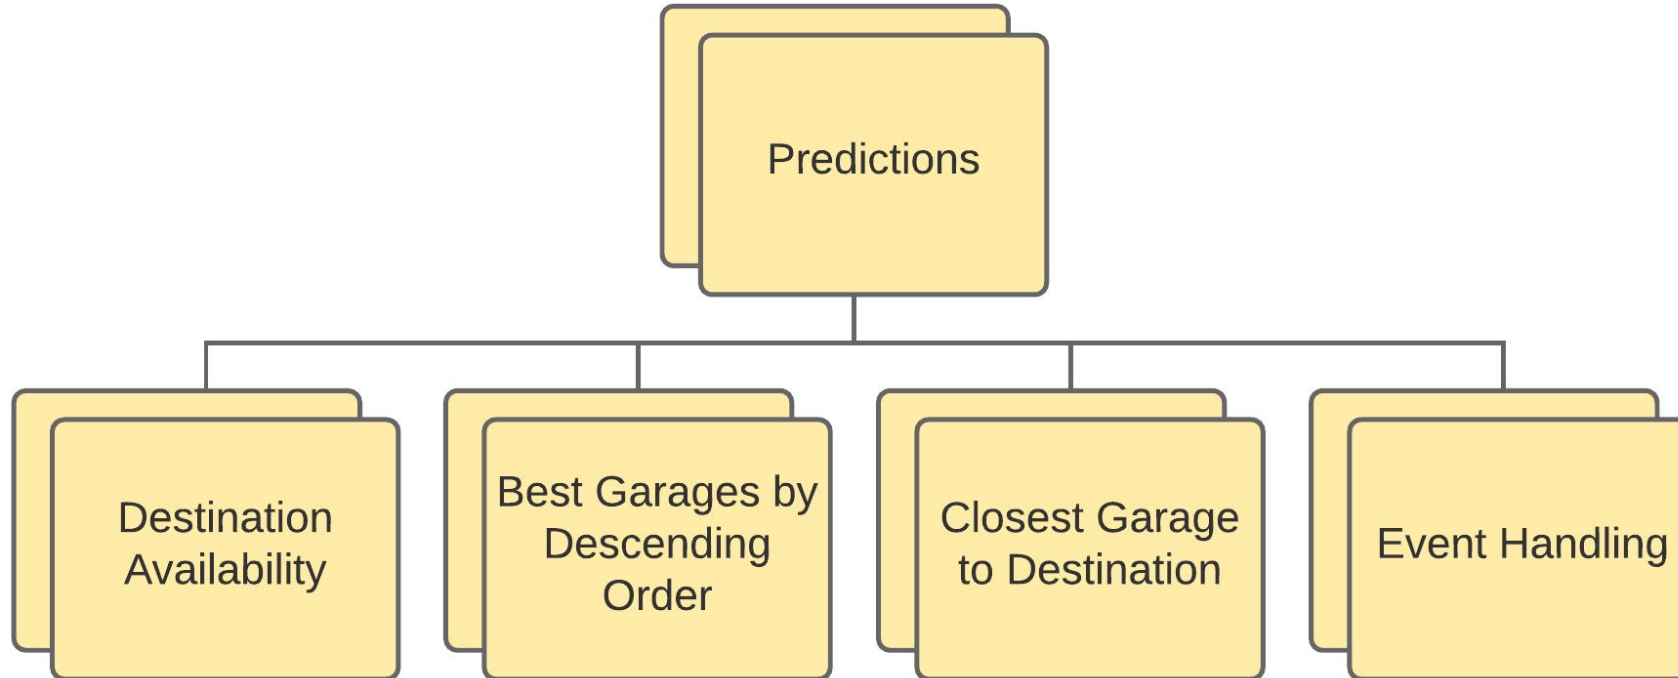 Predictions
Destination
Availability
Best Garages by
Descending
Order
Closest Garage
to Destination
Event Handling